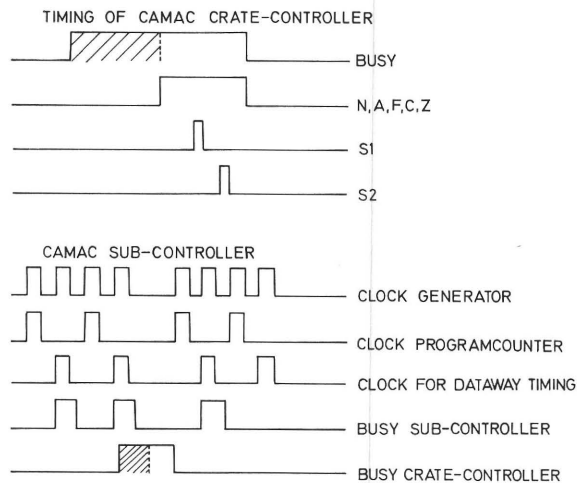 TIMING OF CAMAC CRATE-CONTROLLER
BUSY
N,A,F,C,Z
S1
S2
CAMAC SUB-CONTROLLER
CLOCK GENERATOR
CLOCK PROGRAMCOUNTER
CLOCK FOR DATAWAY TIMING
BUSY SUB-CONTROLLER
BUSY CRATE-CONTROLLER